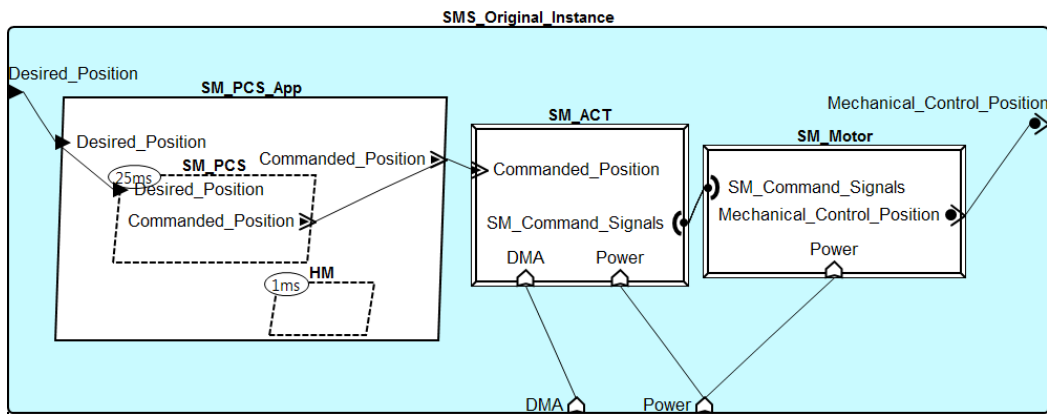 SMS_Original_Instance
Desired_Position
SM_PCS_App
Mechanical_Control_Position
SM_ACT
SM_Motor
Desired_Position
SM_PCS
Commanded_Position
Commanded_Position
25ms
Desired_Position
SM_Command_Signals
Commanded_Position
SM_Command_Signals
Mechanical_Control_Position
DMA
Power
Power
HM
1ms
DMA
Power